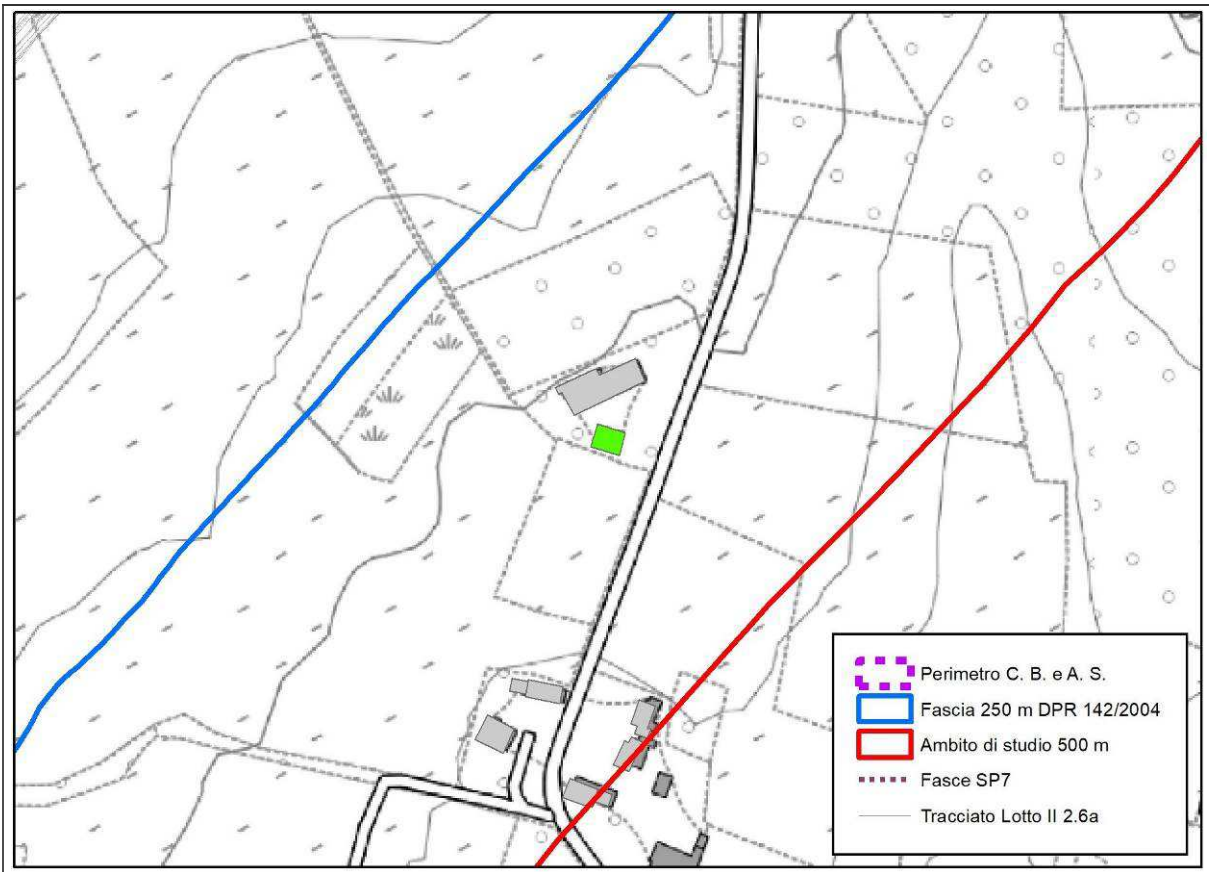 Perimetro C. B. e A. S.
Fascia 250 m DPR 142/2004
Ambito di studio 500 m
Fasce SP7
Tracciato Lotto II 2.6a